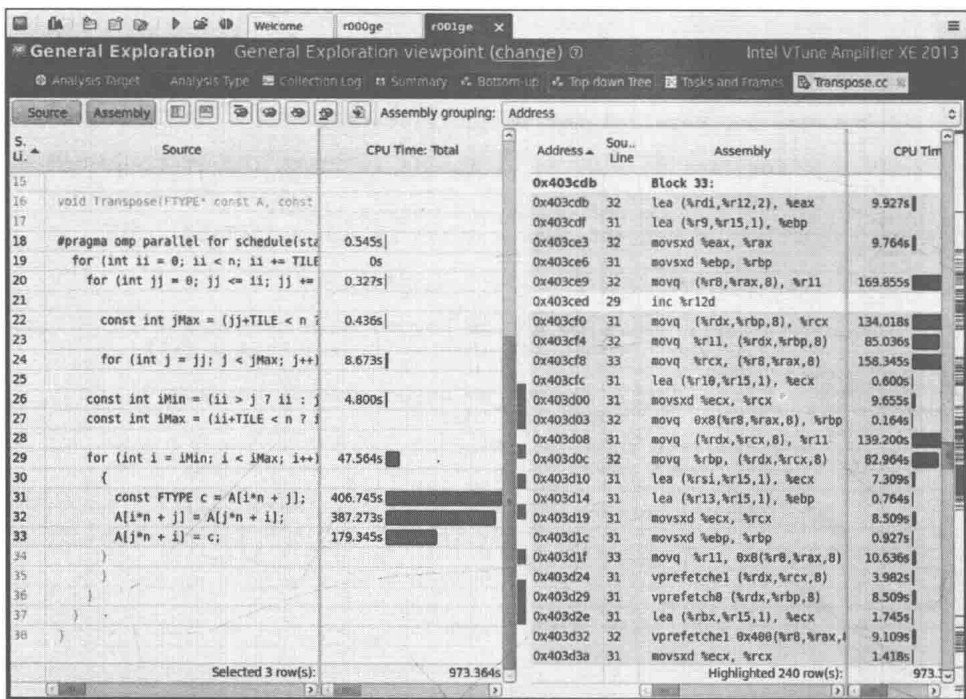 Welcome r000ge r001ge ×
General Exploration General Exploration viewpoint (change) Intel VTune Amplifier XE 2013
Analysis Target Analysis Type Collection Log Summary Bottom-up Top-down Tree Tasks and Frames Transpose.cc
Source Assembly Assembly grouping: Address
S. Li. Source CPU Time: Total
15
16 void Transpose(FTYPE* const A, const
17
18 #pragma omp parallel for schedule(sta 0.545s
19 for (int ii = 0; ii < n; ii += TILE 0s
20 for (int jj = 0; jj <= ii; jj += 0.327s
21
22 const int jMax = (jj+TILE < n ? 0.436s
23
24 for (int j = jj; j < jMax; j++) 8.673s
25
26 const int iMin = (ii > j ? ii : j 4.800s
27 const int iMax = (ii+TILE < n ? i
28
29 for (int i = iMin; i < iMax; i++) 47.564s
30 {
31 const FTYPE c = A[i*n + j]; 406.745s
32 A[i*n + j] = A[j*n + i]; 387.273s
33 A[j*n + i] = c; 179.345s
34 }
35 }
36 }
37 }
38 }
Selected 3 row(s): 973.364s
Address Sou.. Line Assembly CPU Tim
0x403cdb Block 33:
0x403cdb 32 lea (%rdi,%r12,2), %eax 9.927s
0x403cdf 31 lea (%r9,%r15,1), %ebp
0x403ce3 32 movsxd %eax, %rax 9.764s
0x403ce6 31 movsxd %ebp, %rbp
0x403ce9 32 movq (%r8,%rax,8), %r11 169.855s
0x403ced 29 inc %r12d
0x403cf0 31 movq (%rdx,%rbp,8), %rcx 134.018s
0x403cf4 32 movq %r11, (%rdx,%rbp,8) 85.036s
0x403cf8 33 movq %rcx, (%r8,%rax,8) 158.345s
0x403cfc 31 lea (%r10,%r15,1), %ecx 0.600s
0x403d00 31 movsxd %ecx, %rcx 9.655s
0x403d03 32 movq 0x8(%r8,%rax,8), %rbp 0.164s
0x403d08 31 movq (%rdx,%rcx,8), %r11 139.200s
0x403d0c 32 movq %rbp, (%rdx,%rcx,8) 82.964s
0x403d10 31 lea (%rsi,%r15,1), %ecx 7.309s
0x403d14 31 lea (%r13,%r15,1), %ebp 0.764s
0x403d19 31 movsxd %ecx, %rcx 8.509s
0x403d1c 31 movsxd %ebp, %rbp 0.927s
0x403d1f 33 movq %r11, 0x8(%r8,%rax,8) 10.636s
0x403d24 31 vprefetche1 (%rdx,%rcx,8) 3.982s
0x403d29 31 vprefetch0 (%rdx,%rbp,8) 8.509s
0x403d2e 31 lea (%rbx,%r15,1), %ecx 1.745s
0x403d32 32 vprefetche1 0x400(%r8,%rax,8 9.109s
0x403d3a 31 movsxd %ecx, %rcx 1.418s
Highlighted 240 row(s): 973.